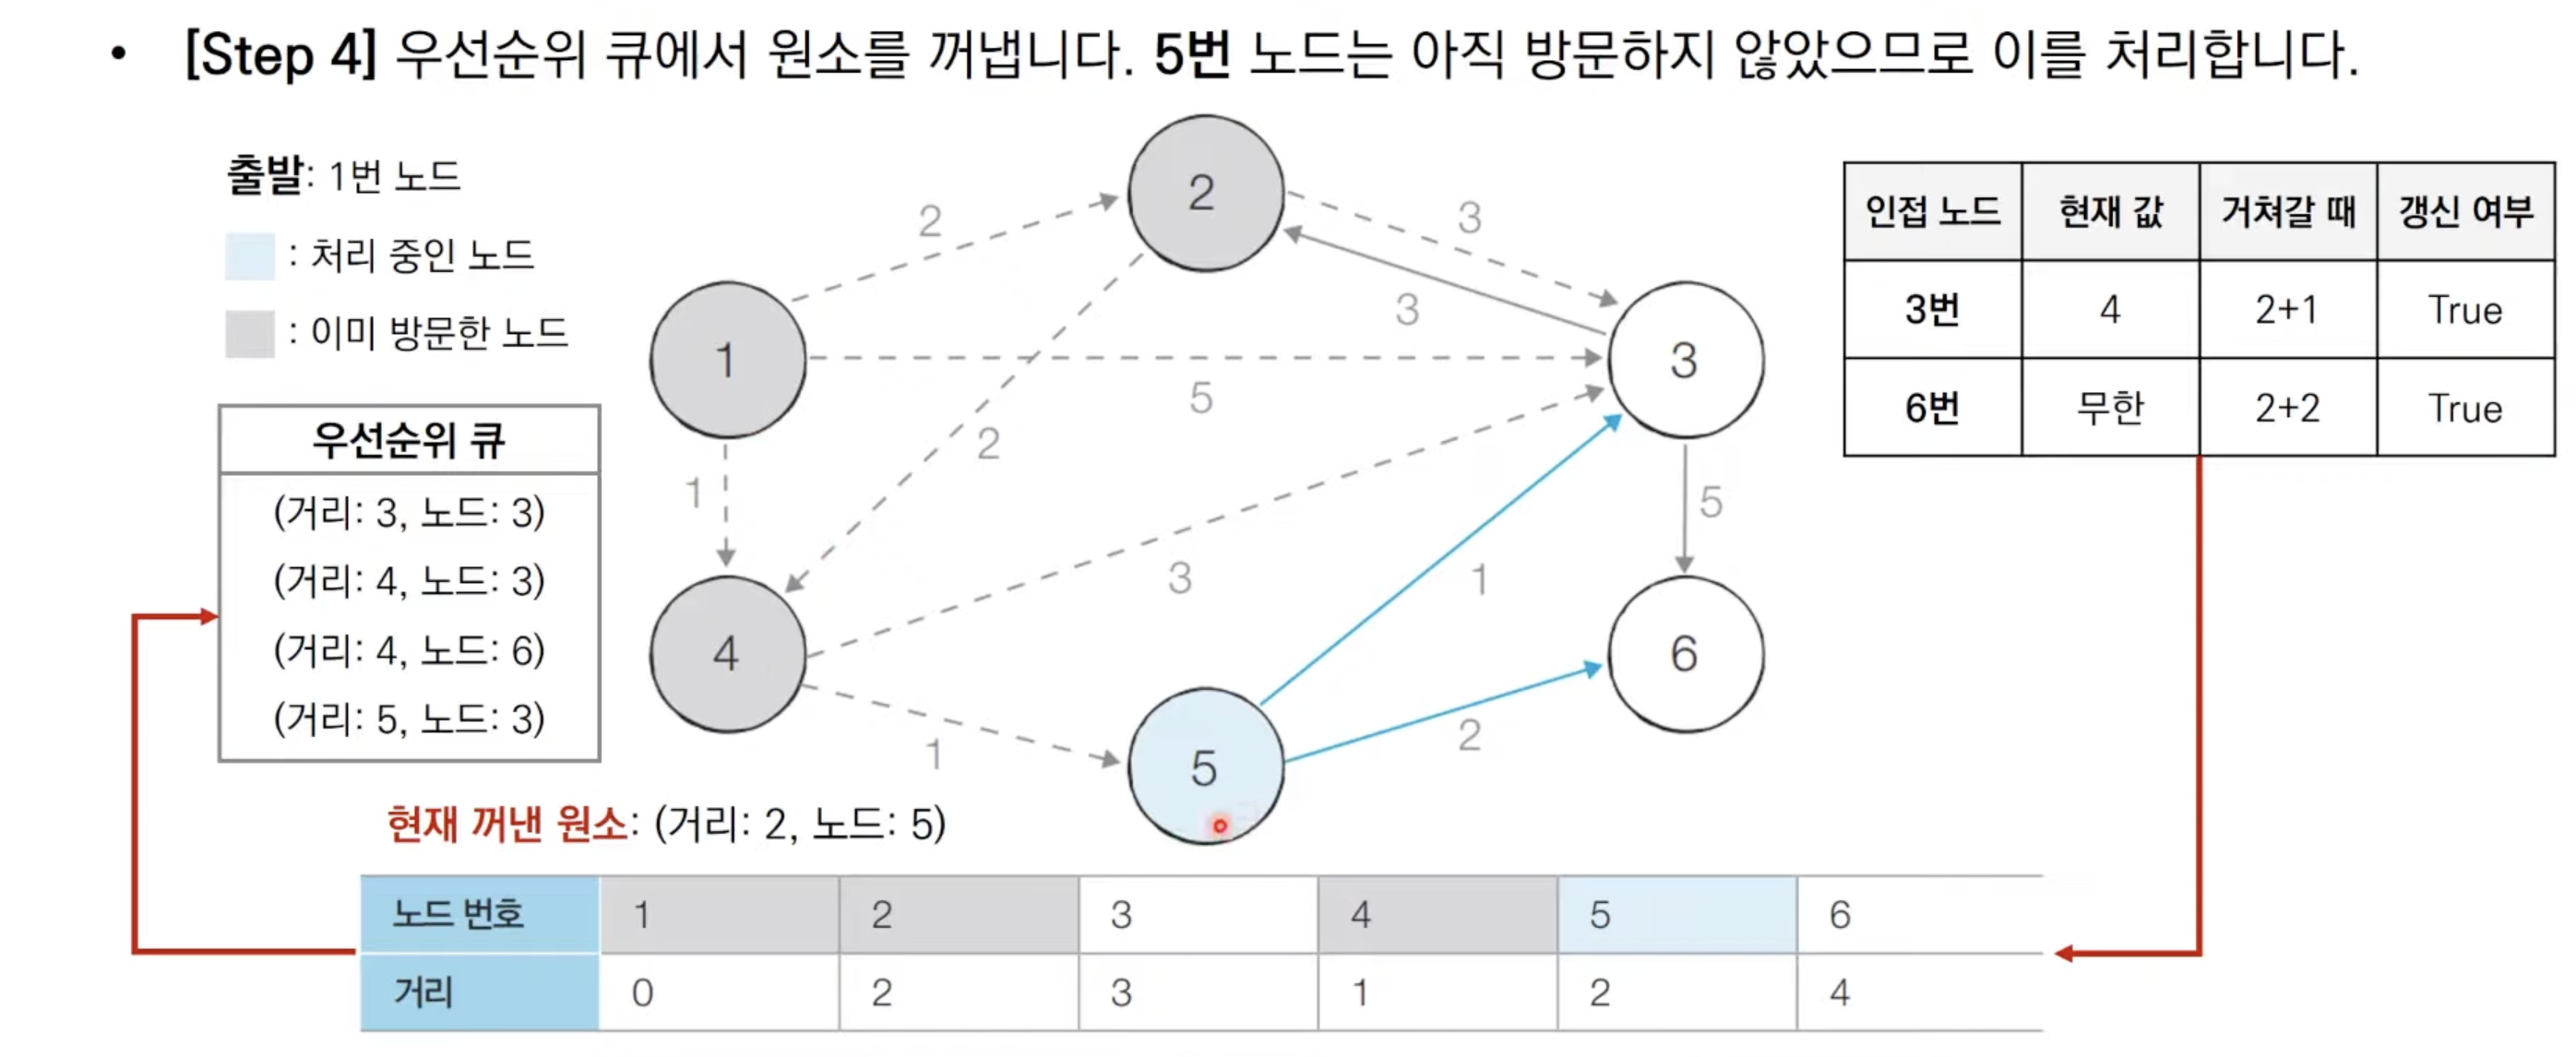 • [Step 4] 우선순위 큐에서 원소를 꺼냅니다. 5번 노드는 아직 방문하지 않았으므로 이를 처리합니다.
출발: 1번 노드
: 처리 중인 노드
: 이미 방문한 노드
우선순위 큐
(거리: 3, 노드: 3)
(거리: 4, 노드: 3)
(거리: 4, 노드: 6)
(거리: 5, 노드: 3)
현재 꺼낸 원소: (거리: 2, 노드: 5)
2
2
3
3
1
5
3
2
1
5
4
3
1
6
1
5
2
인접 노드 현재 값 거쳐갈 때 갱신 여부
3번 4 2+1 True
6번 무한 2+2 True
노드 번호 1 2 3 4 5 6
거리 0 2 3 1 2 4